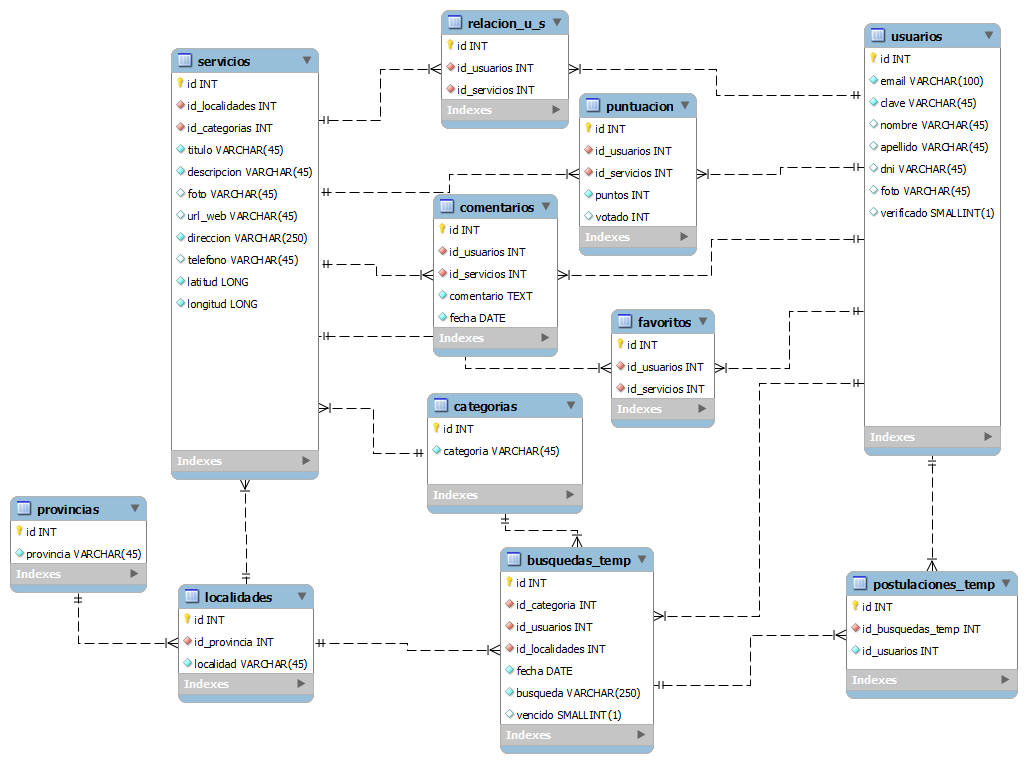 servicios
id INT
id_localidades INT
id_categorias INT
titulo VARCHAR(45)
descripcion VARCHAR(45)
foto VARCHAR(45)
url_web VARCHAR(45)
direccion VARCHAR(250)
telefono VARCHAR(45)
latitud LONG
longitud LONG
Indexes
relacion_u_s
id INT
id_usuarios INT
id_servicios INT
Indexes
puntuacion
id INT
id_usuarios INT
id_servicios INT
puntos INT
votado INT
Indexes
usuarios
id INT
email VARCHAR(100)
clave VARCHAR(45)
nombre VARCHAR(45)
apellido VARCHAR(45)
dni VARCHAR(45)
foto VARCHAR(45)
verificado SMALLINT(1)
Indexes
comentarios
id INT
id_usuarios INT
id_servicios INT
comentario TEXT
fecha DATE
Indexes
favoritos
id INT
id_usuarios INT
id_servicios INT
Indexes
categorias
id INT
categoria VARCHAR(45)
Indexes
provincias
id INT
provincia VARCHAR(45)
Indexes
localidades
id INT
id_provincia INT
localidad VARCHAR(45)
Indexes
busquedas_temp
id INT
id_categoria INT
id_usuarios INT
id_localidades INT
fecha DATE
busqueda VARCHAR(250)
vencido SMALLINT(1)
Indexes
postulaciones_temp
id INT
id_busquedas_temp INT
id_usuarios INT
Indexes